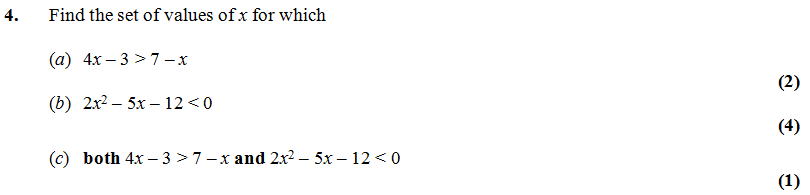 4. Find the set of values of x for which
(a) 4x – 3 > 7 – x
(2)
(b) 2x² – 5x – 12 < 0
(4)
(c) both 4x – 3 > 7 – x and 2x² – 5x – 12 < 0
(1)